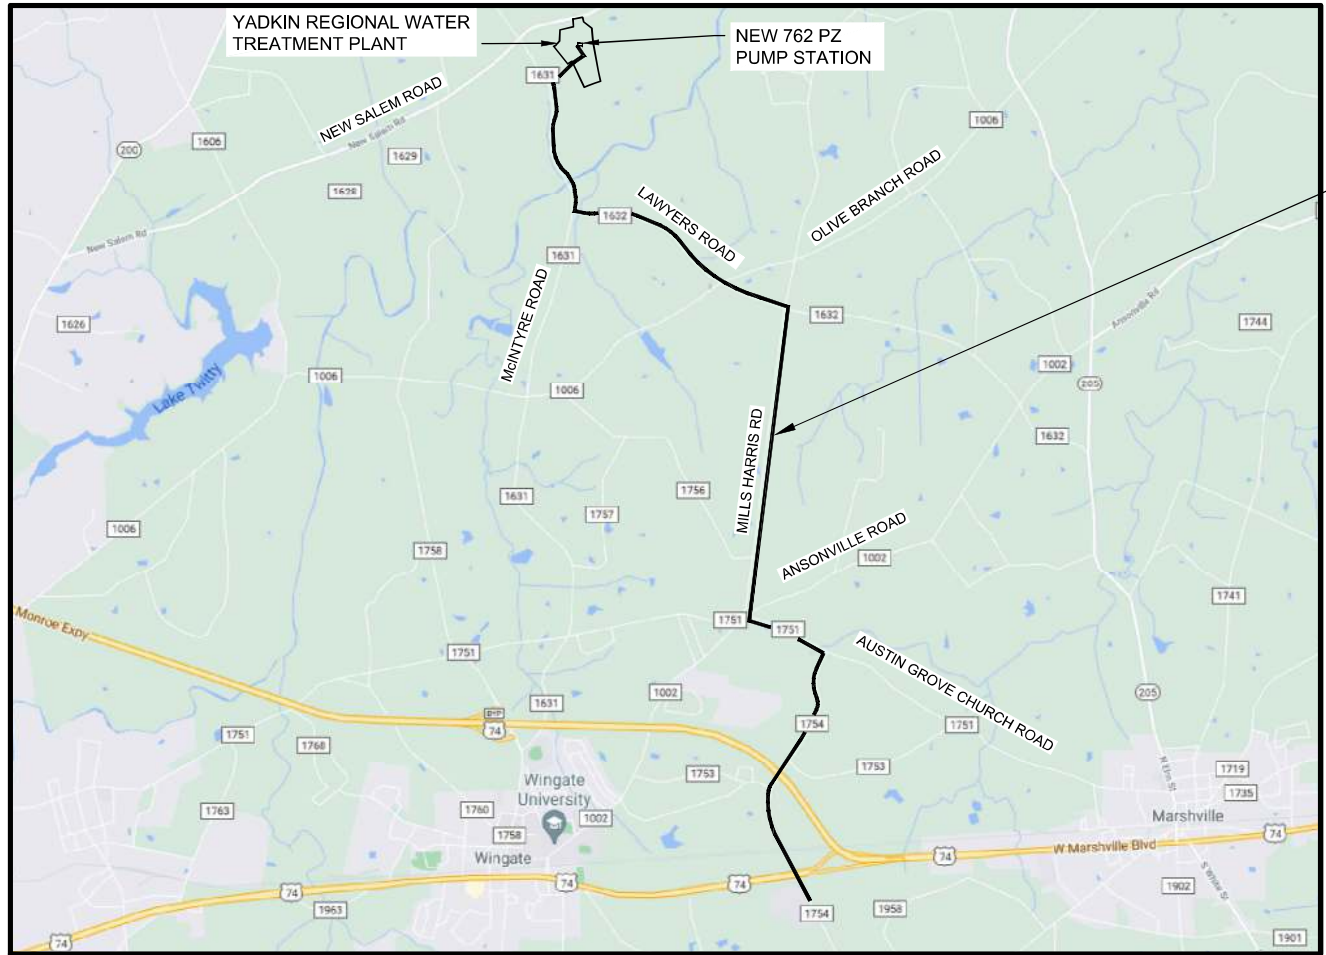 YADKIN REGIONAL WATER
TREATMENT PLANT
NEW 762 PZ
PUMP STATION
1631
NEW SALEM ROAD
New Salem Rd
1006
1606
200
1629
1628
LAWYERS ROAD
OLIVE BRANCH ROAD
1632
New Salem Rd
1631
McINTYRE ROAD
Ansonville Rd
1632
1626
1744
Lake Twitty
1006
1006
1002
205
MILLS HARRIS RD
1632
1756
1631
1757
1006
1758
ANSONVILLE ROAD
1002
1741
Monroe Expy
1751
1751
1751
AUSTIN GROVE CHURCH ROAD
1002
205
1631
BYP
74
1754
1751
1751
1768
N Elm St
1753
1753
1719
1735
Wingate
University
1763
1760
1002
1758
Marshville
74
Wingate
W Marshville Blvd
74
74
74
74
1902
S White St
1963
1754
1958
74
1901